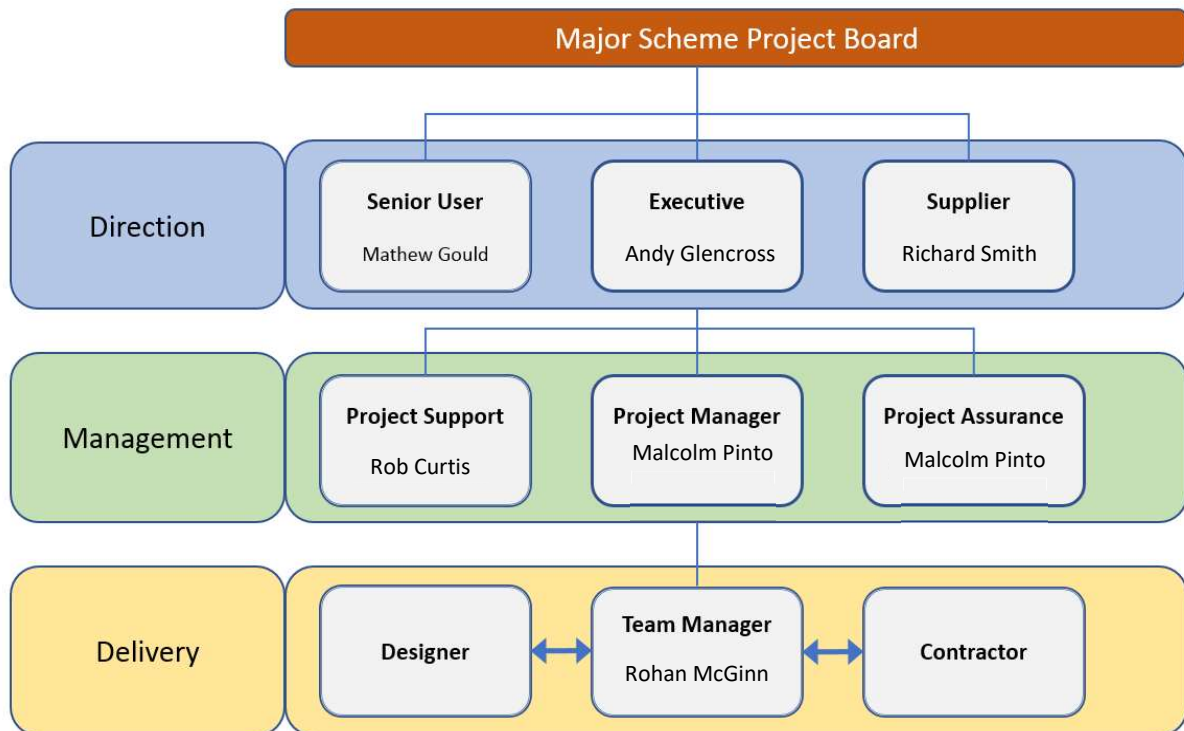 Major Scheme Project Board
Direction
Senior User
Mathew Gould
Executive
Andy Glencross
Supplier
Richard Smith
Management
Project Support
Rob Curtis
Project Manager
Malcolm Pinto
Project Assurance
Malcolm Pinto
Delivery
Designer
Team Manager
Rohan McGinn
Contractor